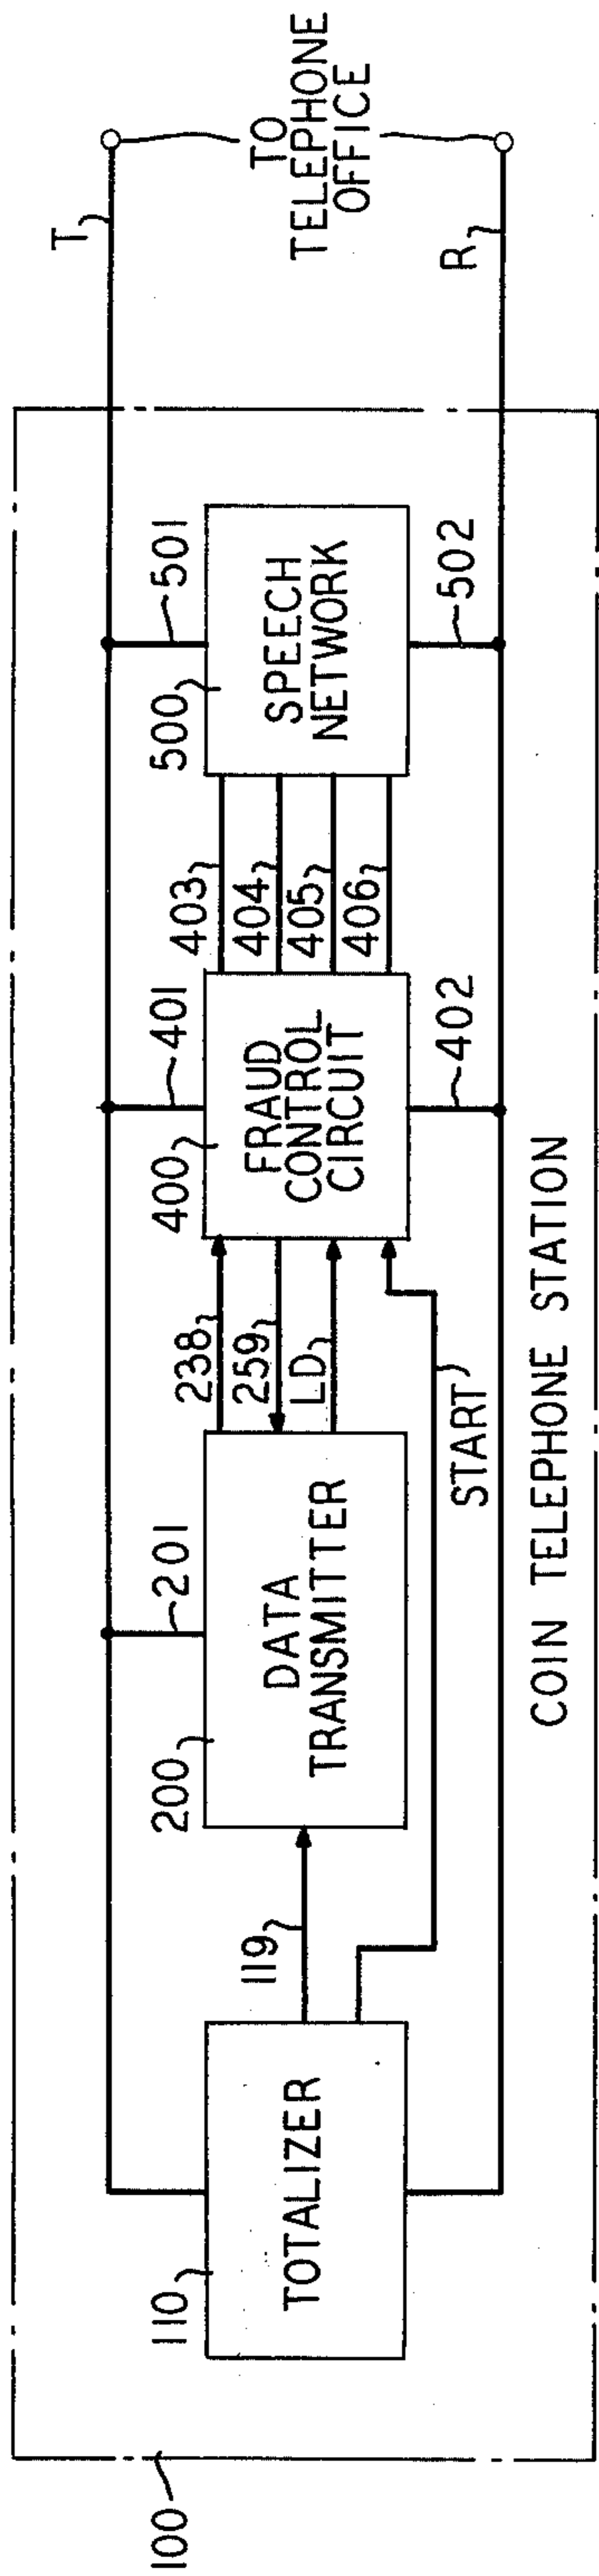 100
110
TOTALIZER
119
200
DATA
TRANSMITTER
201
238
259
LD
START
400
FRAUD
CONTROL
CIRCUIT
401
402
403
404
405
406
500
SPEECH
NETWORK
501
502
T
R
TO
TELEPHONE
OFFICE
COIN TELEPHONE STATION